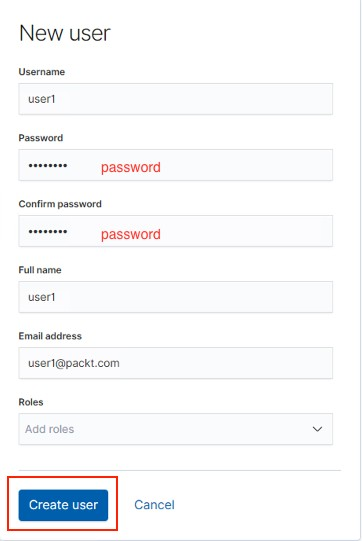 New user
Username
user1
Password
•••••••• password
Confirm password
•••••••• password
Full name
user1
Email address
user1@packt.com
Roles
Add roles
Create user Cancel